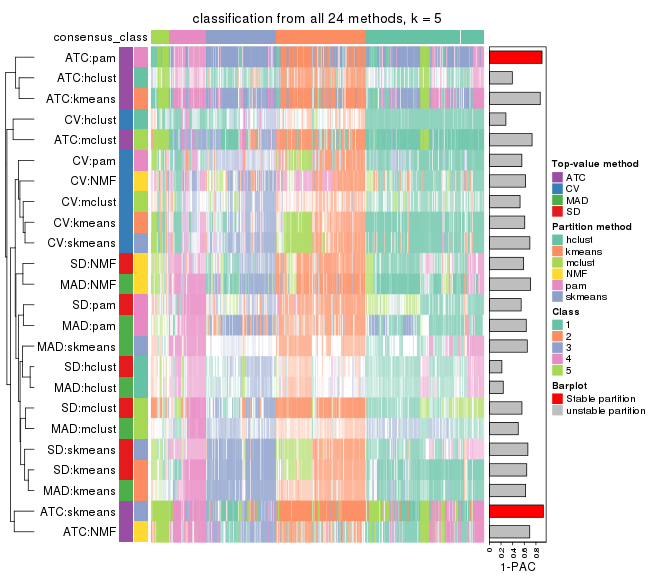 classification from all 24 methods, k = 5
consensus_class
ATC:pam
ATC:hclust
ATC:kmeans
CV:hclust
ATC:mclust
CV:pam
CV:NMF
CV:mclust
CV:kmeans
CV:skmeans
SD:NMF
MAD:NMF
SD:pam
MAD:pam
MAD:skmeans
SD:hclust
MAD:hclust
SD:mclust
MAD:mclust
SD:skmeans
SD:kmeans
MAD:kmeans
ATC:skmeans
ATC:NMF
0 0.2 0.4 0.6 0.8
1-PAC
Top-value method
ATC
CV
MAD
SD
Partition method
hclust
kmeans
mclust
NMF
pam
skmeans
Class
1
2
3
4
5
Barplot
Stable partition
unstable partition